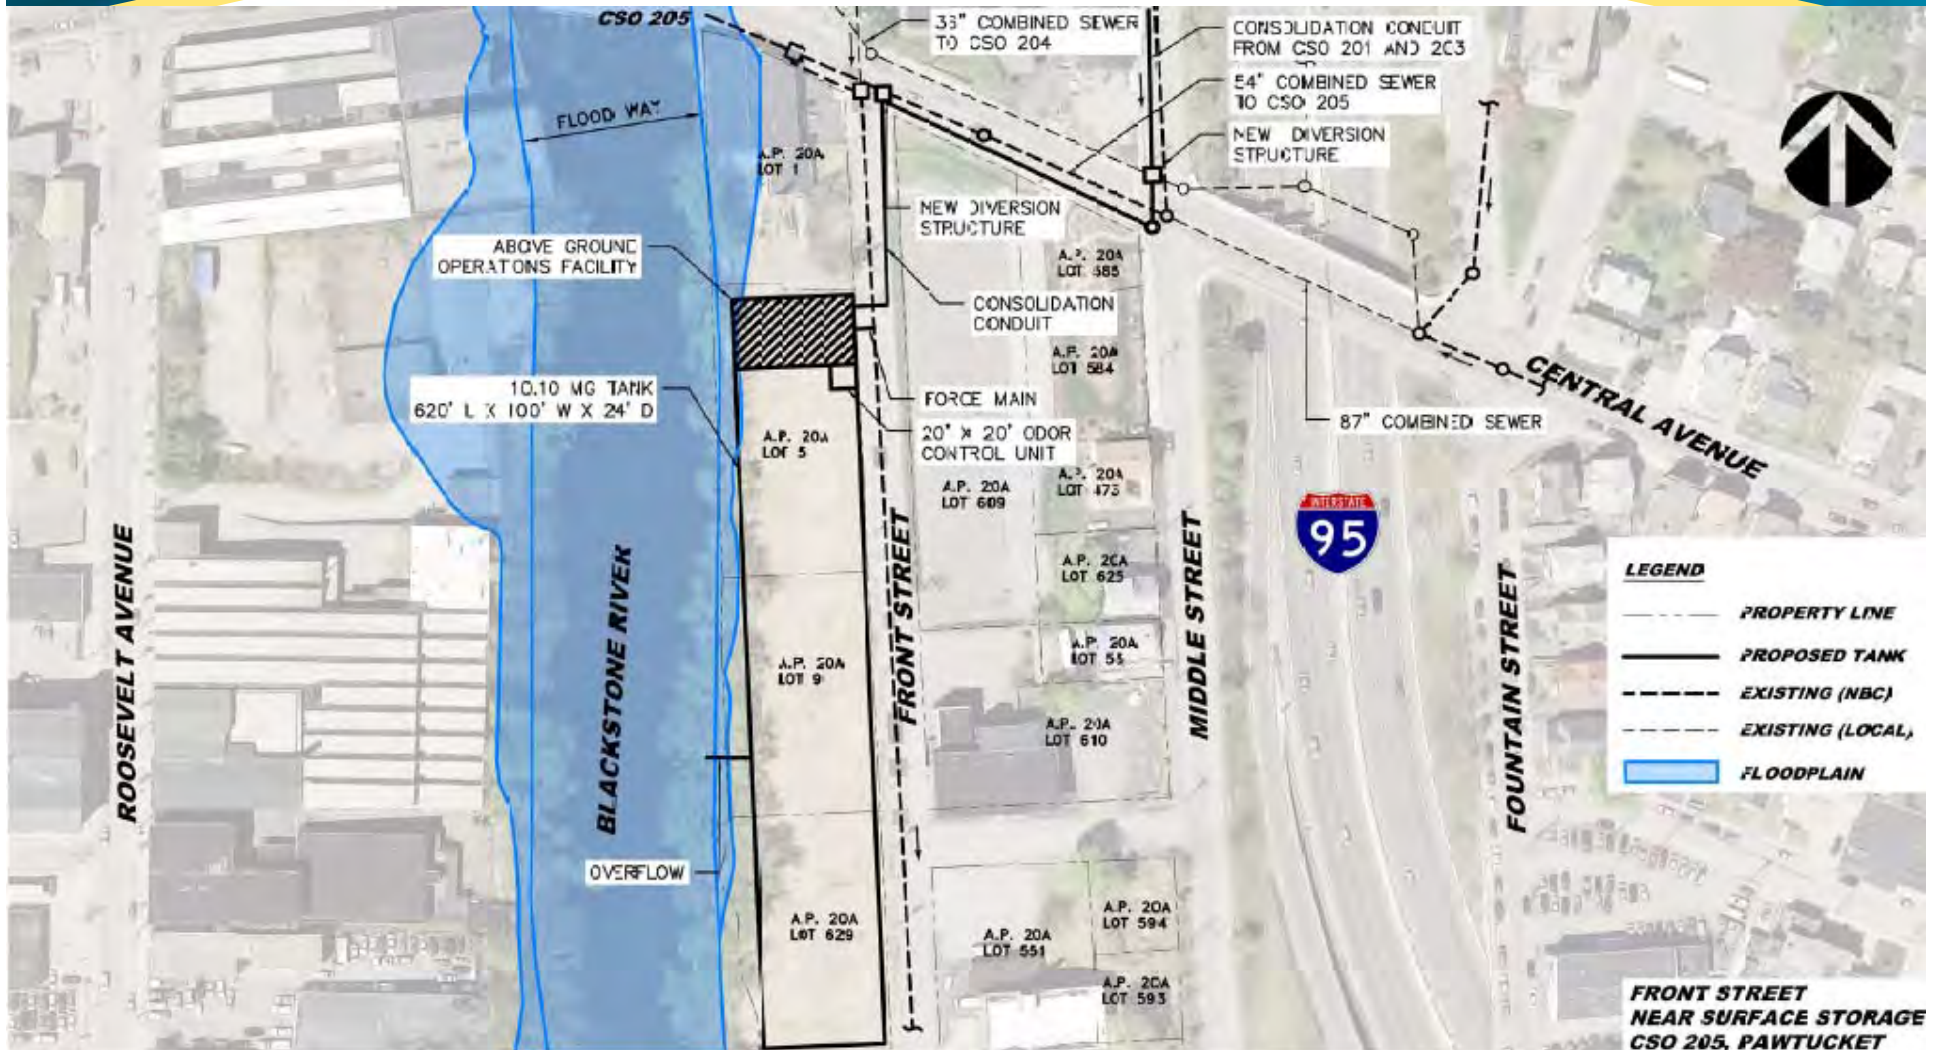 CSO 205
36" COMBINED SEWER
TO CSO 204
CONSOLIDATION CONDUIT
FROM CSO 201 AND 203
54" COMBINED SEWER
TO CSO 205
NEW DIVERSION
STRUCTURE
FLOOD WAY
A.P. 20A
LOT 1
NEW DIVERSION
STRUCTURE
ABOVE GROUND
OPERATONS FACILITY
A.P. 20A
LOT 585
CONSOLIDATION
CONDUIT
A.P. 20A
LOT 584
10.10 MG TANK
620' L X 100' W X 24' D
FORCE MAIN
20' X 20' ODOR
CONTROL UNIT
87" COMBINED SEWER
CENTRAL AVENUE
A.P. 20A
LOT 5
A.P. 20A
LOT 609
A.P. 20A
LOT 473
INTERSTATE
95
A.P. 20A
LOT 625
A.P. 20A
LOT 55
A.P. 20A
LOT 9
A.P. 20A
LOT 610
ROOSEVELT AVENUE
BLACKSTONE RIVER
FRONT STREET
MIDDLE STREET
FOUNTAIN STREET
LEGEND
PROPERTY LINE
PROPOSED TANK
EXISTING (NBC)
EXISTING (LOCAL)
FLOODPLAIN
OVERFLOW
A.P. 20A
LOT 629
A.P. 20A
LOT 551
A.P. 20A
LOT 594
A.P. 20A
LOT 593
FRONT STREET
NEAR SURFACE STORAGE
CSO 205, PAWTUCKET